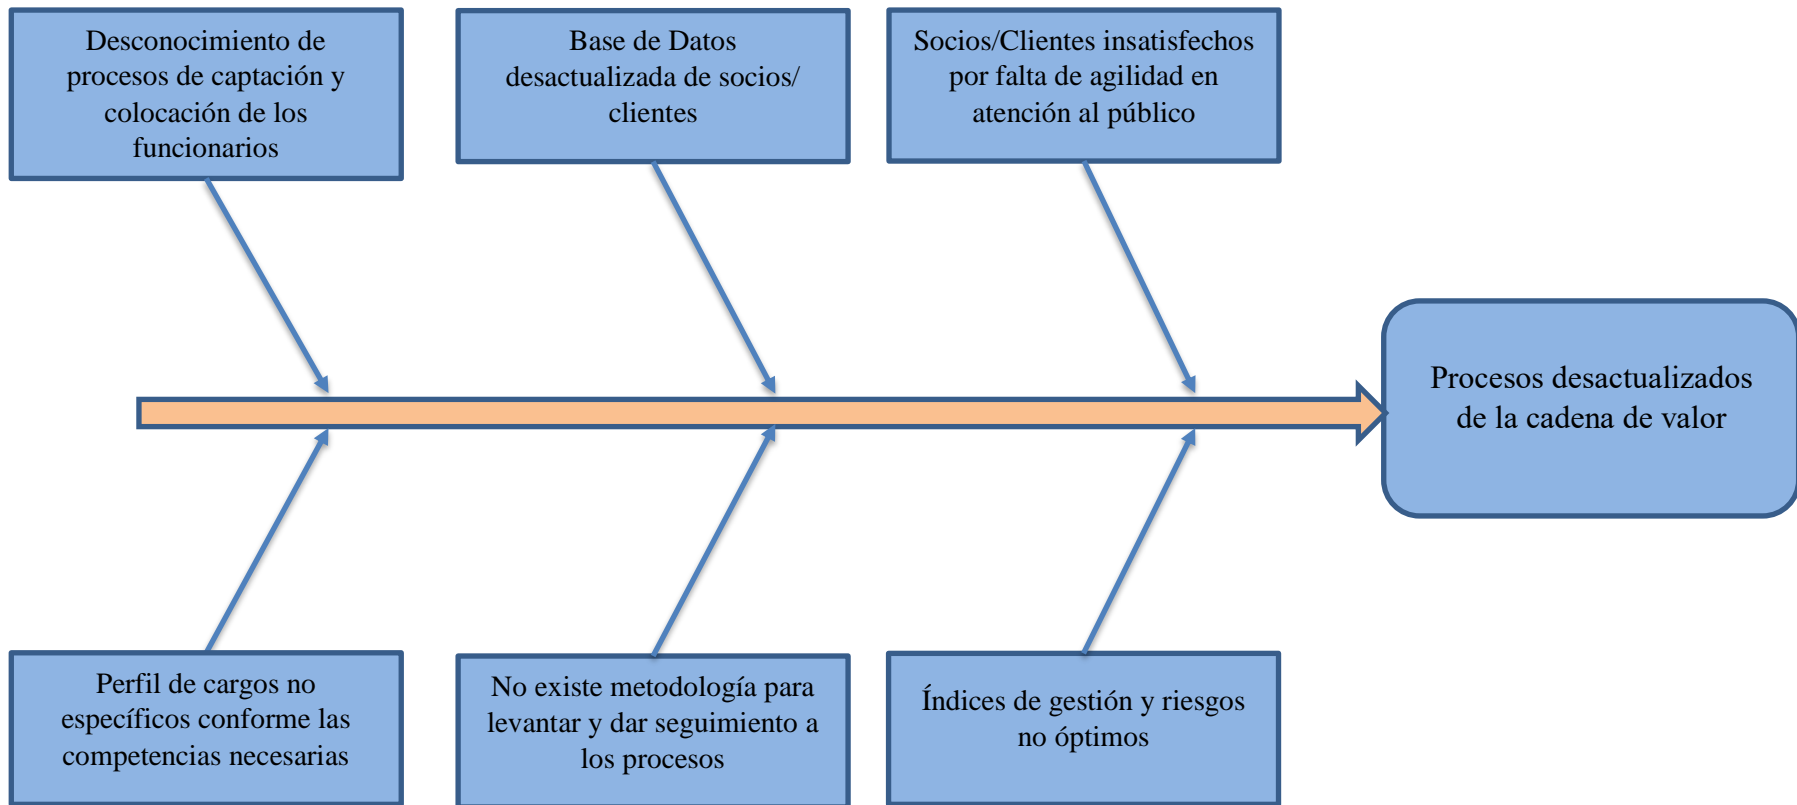 Desconocimiento de
procesos de captación y
colocación de los
funcionarios
Base de Datos
desactualizada de socios/
clientes
Socios/Clientes insatisfechos
por falta de agilidad en
atención al público
Procesos desactualizados
de la cadena de valor
Perfil de cargos no
específicos conforme las
competencias necesarias
No existe metodología para
levantar y dar seguimiento a
los procesos
Índices de gestión y riesgos
no óptimos